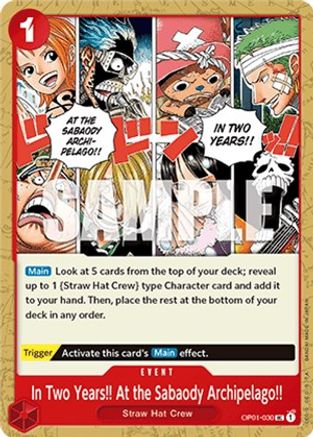 1
AT THE
SABAODY
ARCHI-
PELAGO!!
IN TWO
YEARS!!
SAMPLE
Main Look at 5 cards from the top of your deck; reveal
up to 1 {Straw Hat Crew} type Character card and add it
to your hand. Then, place the rest at the bottom of your
deck in any order.
Trigger Activate this card's Main effect.
EVENT
In Two Years!! At the Sabaody Archipelago!!
Straw Hat Crew